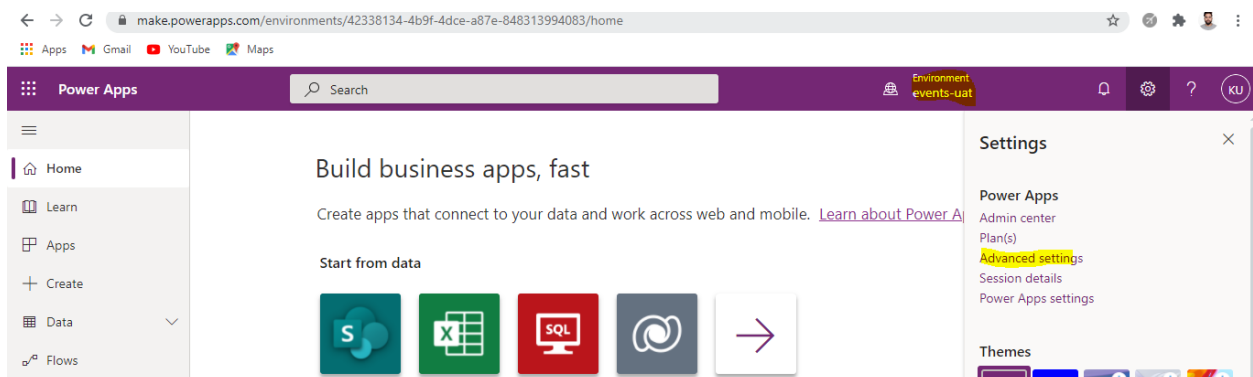 make.powerapps.com/environments/42338134-4b9f-4dce-a87e-848313994083/home
Apps Gmail YouTube Maps
Power Apps
Search
Environment
events-uat
?
KU
Home
Learn
Apps
Create
Data
Flows
Build business apps, fast
Create apps that connect to your data and work across web and mobile. Learn about Power A
Start from data
S
X
SQL
Settings
Power Apps
Admin center
Plan(s)
Advanced settings
Session details
Power Apps settings
Themes